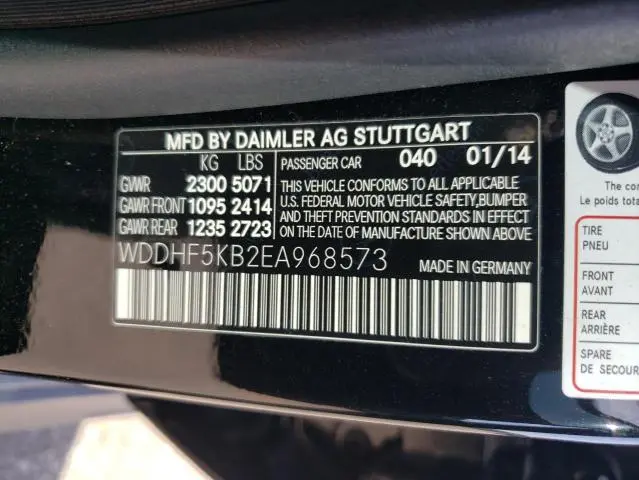 MFD BY DAIMLER AG STUTTGART
KG LBS
GVWR 2300 5071
GAWR FRONT 1095 2414
GAWR REAR 1235 2723
PASSENGER CAR 040 01/14
THIS VEHICLE CONFORMS TO ALL APPLICABLE
U.S. FEDERAL MOTOR VEHICLE SAFETY,BUMPER
AND THEFT PREVENTION STANDARDS IN EFFECT
ON THE DATE OF MANUFACTURE SHOWN ABOVE
WDDHF5KB2EA968573
MADE IN GERMANY
The co
Le poids tota
TIRE
PNEU
FRONT
AVANT
REAR
ARRIÈRE
SPARE
DE SECOUR